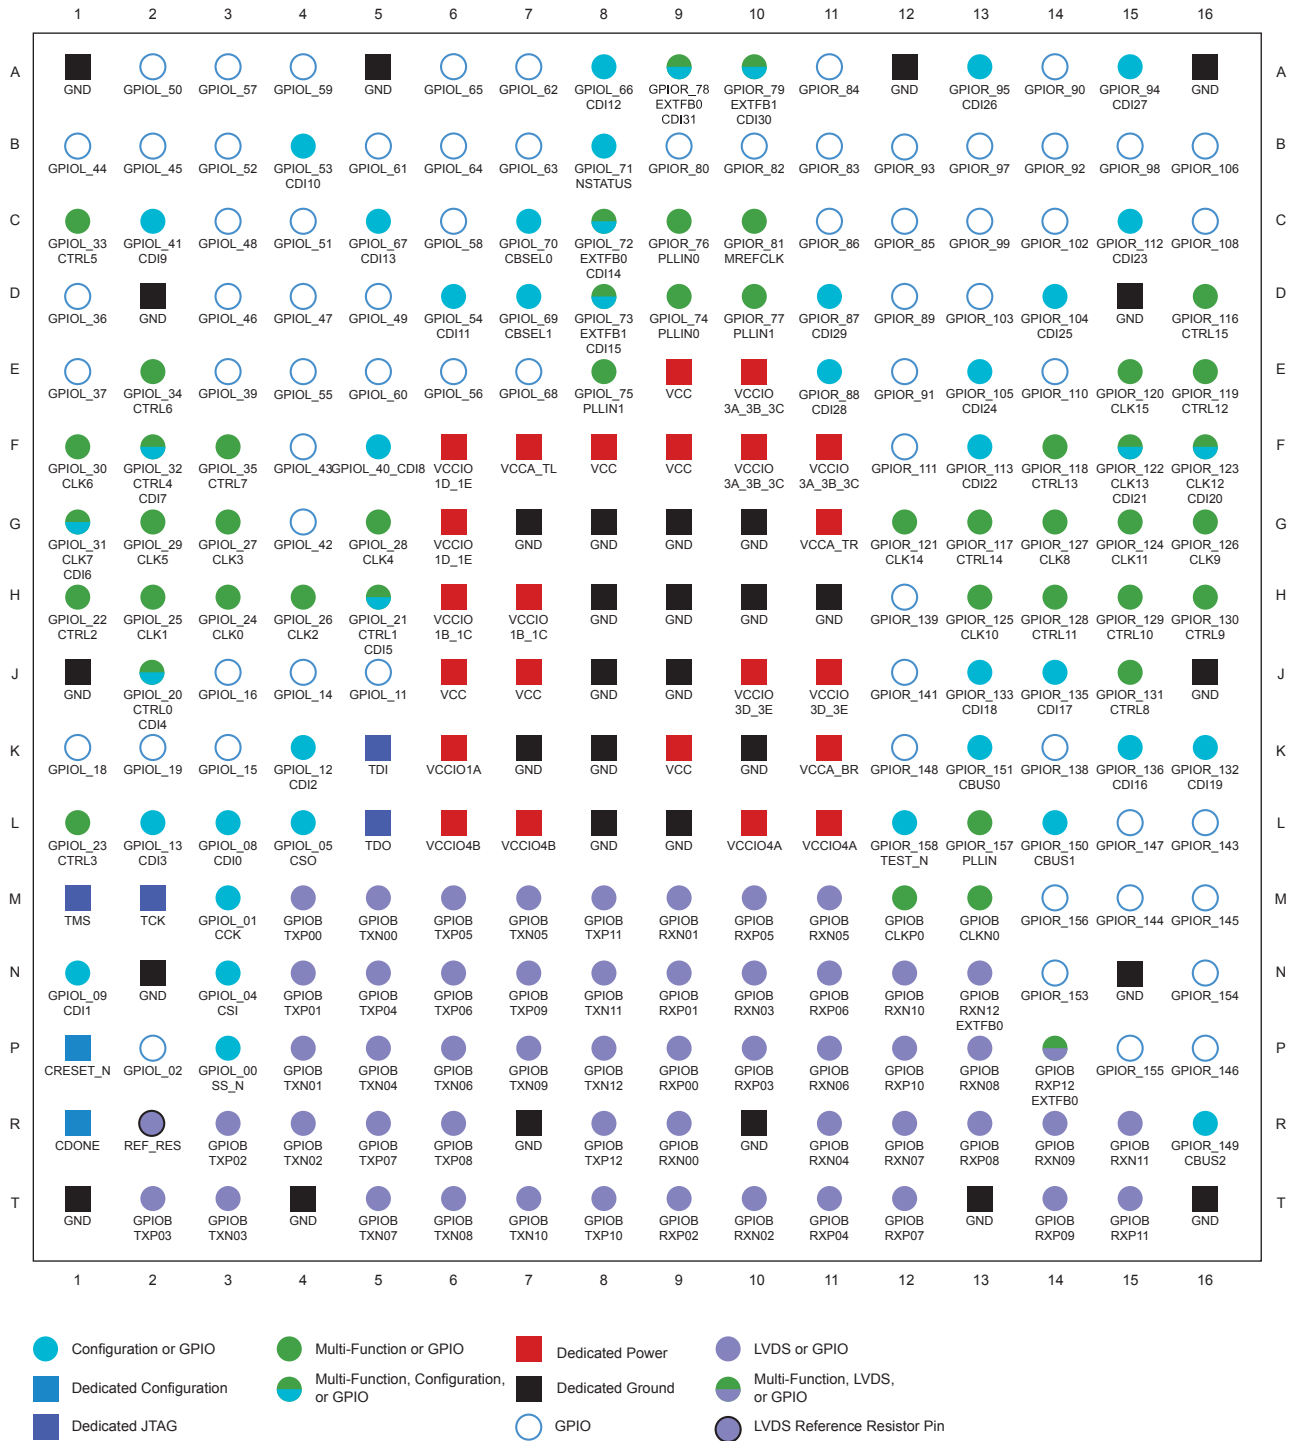 1 2 3 4 5 6 7 8 9 10 11 12 13 14 15 16
A A
GND GPIOL_50 GPIOL_57 GPIOL_59 GND GPIOL_65 GPIOL_62 GPIOL_66 GPIOR_78 GPIOR_79 GPIOR_84 GND GPIOR_95 GPIOR_90 GPIOR_94 GND
CDI12 EXTFB0 EXTFB1 CDI26 CDI27
CDI31 CDI30
B B
GPIOL_44 GPIOL_45 GPIOL_52 GPIOL_53 GPIOL_61 GPIOL_64 GPIOL_63 GPIOL_71 GPIOR_80 GPIOR_82 GPIOR_83 GPIOR_93 GPIOR_97 GPIOR_92 GPIOR_98 GPIOR_106
CDI10 NSTATUS
C C
GPIOL_33 GPIOL_41 GPIOL_48 GPIOL_51 GPIOL_67 GPIOL_58 GPIOL_70 GPIOL_72 GPIOR_76 GPIOR_81 GPIOR_86 GPIOR_85 GPIOR_99 GPIOR_102 GPIOR_112 GPIOR_108
CTRL5 CDI9 CDI13 CBSEL0 EXTFB0 PLLIN0 MREFCLK CDI23
CDI14
D D
GPIOL_36 GND GPIOL_46 GPIOL_47 GPIOL_49 GPIOL_54 GPIOL_69 GPIOL_73 GPIOL_74 GPIOR_77 GPIOR_87 GPIOR_89 GPIOR_103 GPIOR_104 GND GPIOR_116
CDI11 CBSEL1 EXTFB1 PLLIN0 PLLIN1 CDI29 CDI25 CTRL15
CDI15
E E
GPIOL_37 GPIOL_34 GPIOL_39 GPIOL_55 GPIOL_60 GPIOL_56 GPIOL_68 GPIOL_75 VCC VCCIO GPIOR_88 GPIOR_91 GPIOR_105 GPIOR_110 GPIOR_120 GPIOR_119
CTRL6 PLLIN1 3A_3B_3C CDI28 CDI24 CLK15 CTRL12
F F
GPIOL_30 GPIOL_32 GPIOL_35 GPIOL_43 GPIOL_40_CDI8 VCCIO VCCA_TL VCC VCC VCCIO VCCIO GPIOR_111 GPIOR_113 GPIOR_118 GPIOR_122 GPIOR_123
CLK6 CTRL4 CTRL7 1D_1E 3A_3B_3C 3A_3B_3C CDI22 CTRL13 CLK13 CLK12
CDI7 CDI21 CDI20
G G
GPIOL_31 GPIOL_29 GPIOL_27 GPIOL_42 GPIOL_28 VCCIO GND GND GND GND VCCA_TR GPIOR_121 GPIOR_117 GPIOR_127 GPIOR_124 GPIOR_126
CLK7 CLK5 CLK3 CLK4 1D_1E CLK14 CTRL14 CLK8 CLK11 CLK9
CDI6
H H
GPIOL_22 GPIOL_25 GPIOL_24 GPIOL_26 GPIOL_21 VCCIO VCCIO GND GND GND GND GPIOR_139 GPIOR_125 GPIOR_128 GPIOR_129 GPIOR_130
CTRL2 CLK1 CLK0 CLK2 CTRL1 1B_1C 1B_1C CLK10 CTRL11 CTRL10 CTRL9
CDI5
J J
GND GPIOL_20 GPIOL_16 GPIOL_14 GPIOL_11 VCC VCC GND GND VCCIO VCCIO GPIOR_141 GPIOR_133 GPIOR_135 GPIOR_131 GND
CTRL0 3D_3E 3D_3E CDI18 CDI17 CTRL8
CDI4
K K
GPIOL_18 GPIOL_19 GPIOL_15 GPIOL_12 TDI VCCIO1A GND GND VCC GND VCCA_BR GPIOR_148 GPIOR_151 GPIOR_138 GPIOR_136 GPIOR_132
CDI2 CBUS0 CDI16 CDI19
L L
GPIOL_23 GPIOL_13 GPIOL_08 GPIOL_05 TDO VCCIO4B VCCIO4B GND GND VCCIO4A VCCIO4A GPIOR_158 GPIOR_157 GPIOR_150 GPIOR_147 GPIOR_143
CTRL3 CDI3 CDI0 CSO TEST_N PLLIN CBUS1
M M
TMS TCK GPIOL_01 GPIOB GPIOB GPIOB GPIOB GPIOB GPIOB GPIOB GPIOB GPIOB GPIOB GPIOR_156 GPIOR_144 GPIOR_145
CCK TXP00 TXN00 TXP05 TXN05 TXP11 RXN01 RXP05 RXN05 CLKP0 CLKN0
N N
GPIOL_09 GND GPIOL_04 GPIOB GPIOB GPIOB GPIOB GPIOB GPIOB GPIOB GPIOB GPIOB GPIOB GPIOR_153 GND GPIOR_154
CDI1 CSI TXP01 TXP04 TXP06 TXP09 TXN11 RXP01 RXN03 RXP06 RXN10 RXN12
EXTFB0
P P
CRESET_N GPIOL_02 GPIOL_00 GPIOB GPIOB GPIOB GPIOB GPIOB GPIOB GPIOB GPIOB GPIOB GPIOB GPIOB GPIOR_155 GPIOR_146
SS_N TXN01 TXN04 TXN06 TXN09 TXN12 RXP00 RXP03 RXN06 RXP10 RXN08 RXP12
EXTFB0
R R
CDONE REF_RES GPIOB GPIOB GPIOB GPIOB GND GPIOB GPIOB GND GPIOB GPIOB GPIOB GPIOB GPIOB GPIOR_149
TXP02 TXN02 TXP07 TXP08 TXP12 RXN00 RXN04 RXN07 RXP08 RXN09 RXN11 CBUS2
T T
GND GPIOB GPIOB GND GPIOB GPIOB GPIOB GPIOB GPIOB GPIOB GPIOB GPIOB GND GPIOB GPIOB GND
TXP03 TXN03 TXN07 TXN08 TXN10 TXP10 RXP02 RXN02 RXP04 RXP07 RXP09 RXP11
1 2 3 4 5 6 7 8 9 10 11 12 13 14 15 16
Configuration or GPIO Multi-Function or GPIO Dedicated Power LVDS or GPIO
Dedicated Configuration Multi-Function, Configuration, Dedicated Ground Multi-Function, LVDS,
or GPIO or GPIO
Dedicated JTAG GPIO LVDS Reference Resistor Pin